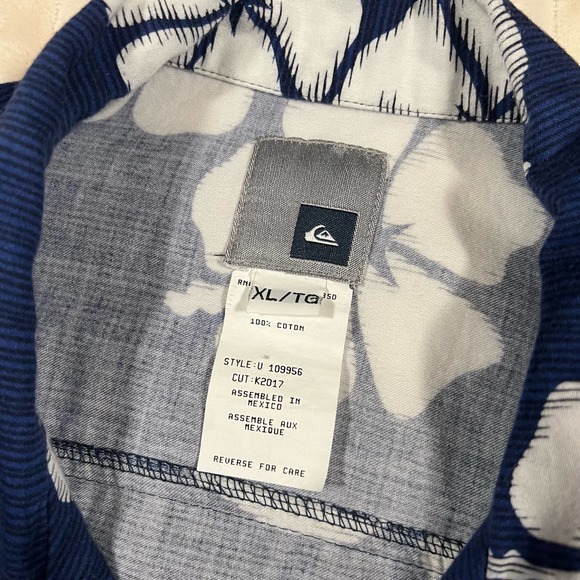 XL/TG
100% COTON
STYLE:U 109956
CUT:K2017
ASSEMBLED IN
MEXICO
ASSEMBLE AUX
MEXIQUE
REVERSE FOR CARE